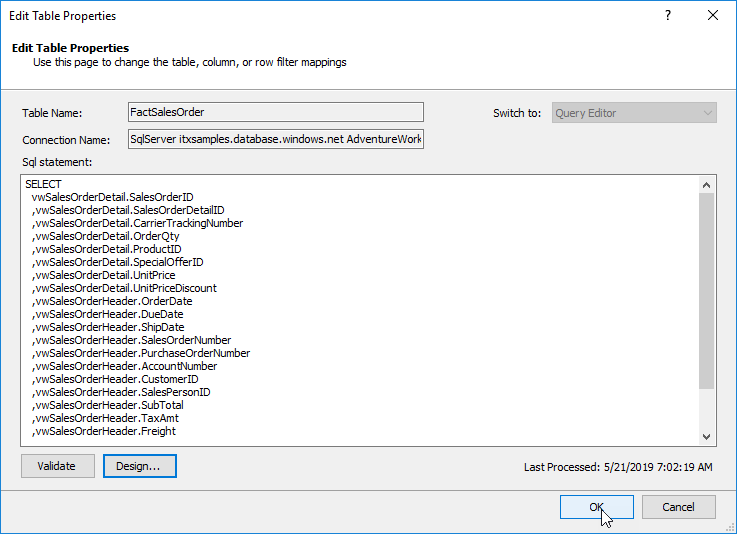 Edit Table Properties
Edit Table Properties
Use this page to change the table, column, or row filter mappings
Table Name: FactSalesOrder Switch to: Query Editor
Connection Name: SqlServer itxsamples.database.windows.net AdventureWork
Sql statement:
SELECT
vwSalesOrderDetail.SalesOrderID
,vwSalesOrderDetail.SalesOrderDetailID
,vwSalesOrderDetail.CarrierTrackingNumber
,vwSalesOrderDetail.OrderQty
,vwSalesOrderDetail.ProductID
,vwSalesOrderDetail.SpecialOfferID
,vwSalesOrderDetail.UnitPrice
,vwSalesOrderDetail.UnitPriceDiscount
,vwSalesOrderHeader.OrderDate
,vwSalesOrderHeader.DueDate
,vwSalesOrderHeader.ShipDate
,vwSalesOrderHeader.SalesOrderNumber
,vwSalesOrderHeader.PurchaseOrderNumber
,vwSalesOrderHeader.AccountNumber
,vwSalesOrderHeader.CustomerID
,vwSalesOrderHeader.SalesPersonID
,vwSalesOrderHeader.SubTotal
,vwSalesOrderHeader.TaxAmt
,vwSalesOrderHeader.Freight
Validate Design... Last Processed: 5/21/2019 7:02:19 AM
OK Cancel